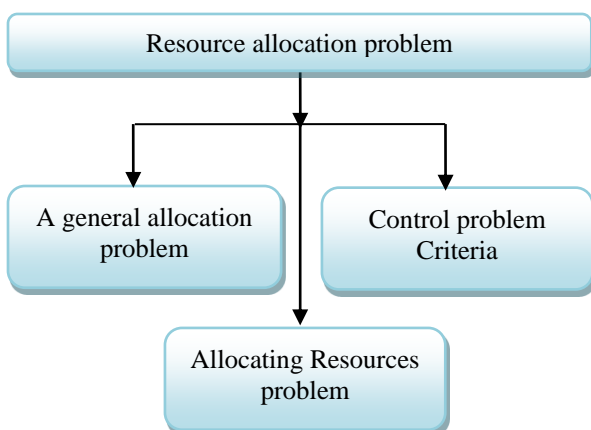 Resource allocation problem
A general allocation
problem
Control problem
Criteria
Allocating Resources
problem